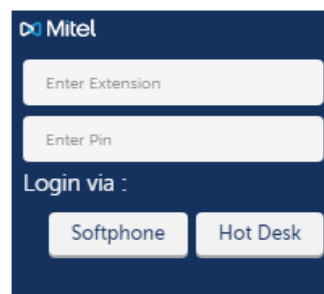 Mitel
Enter Extension
Enter Pin
Login via :
Softphone Hot Desk